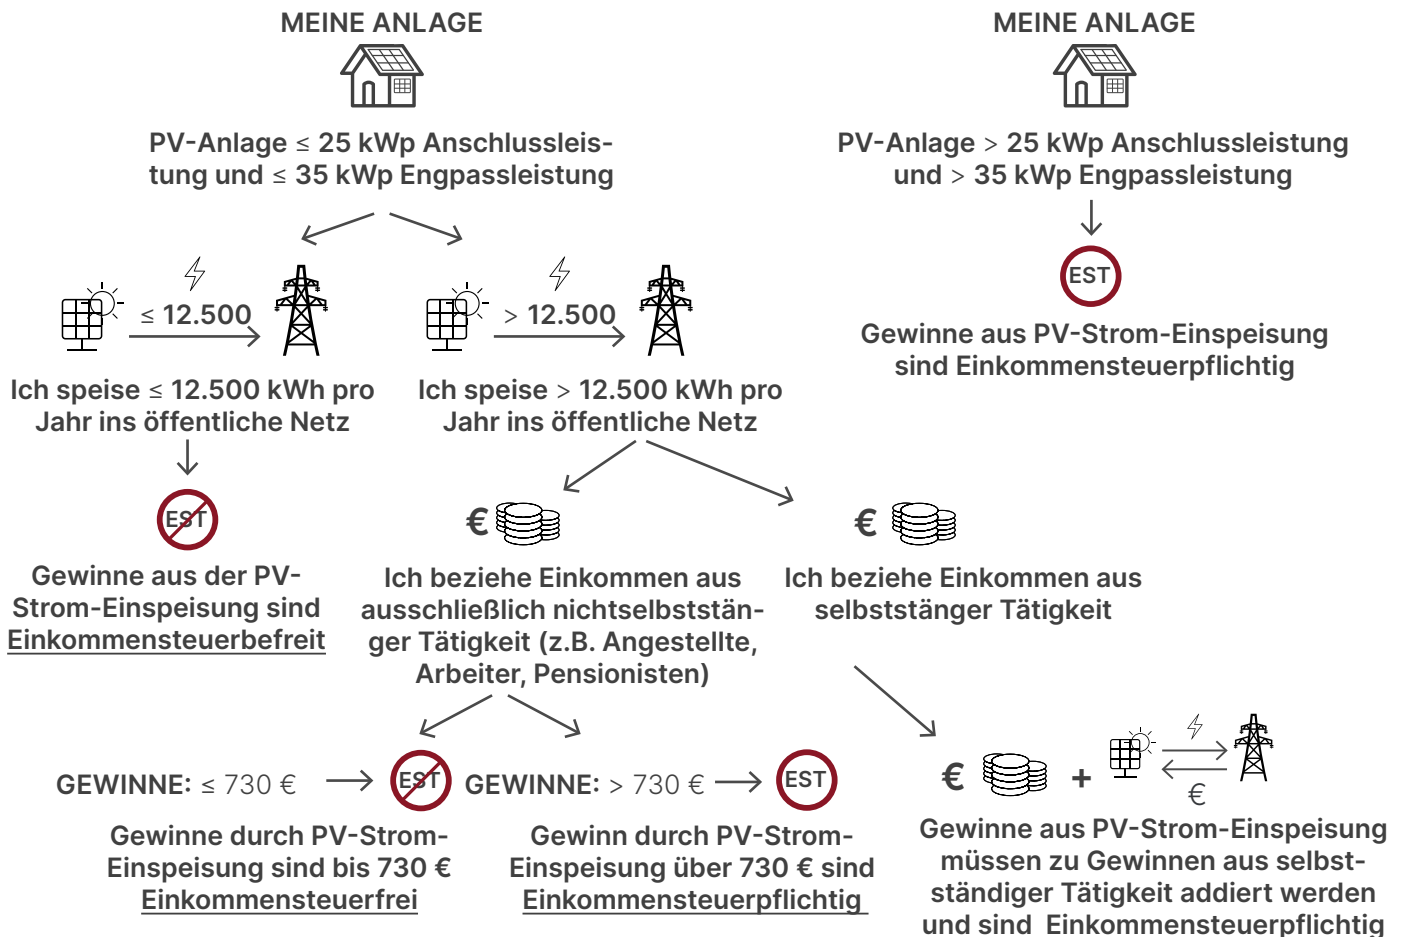 MEINE ANLAGE
PV-Anlage ≤ 25 kWp Anschlussleis-
tung und ≤ 35 kWp Engpassleistung
≤ 12.500
Ich speise ≤ 12.500 kWh pro
Jahr ins öffentliche Netz
EST
Gewinne aus der PV-
Strom-Einspeisung sind
Einkommensteuerbefreit
> 12.500
Ich speise > 12.500 kWh pro
Jahr ins öffentliche Netz
€
Ich beziehe Einkommen aus
ausschließlich nichtselbststän-
ger Tätigkeit (z.B. Angestellte,
Arbeiter, Pensionisten)
GEWINNE: ≤ 730 €
EST
Gewinne durch PV-Strom-
Einspeisung sind bis 730 €
Einkommensteuerfrei
GEWINNE: > 730 €
EST
Gewinn durch PV-Strom-
Einspeisung über 730 € sind
Einkommensteuerpflichtig
€
Ich beziehe Einkommen aus
selbststänger Tätigkeit
€ +
€
Gewinne aus PV-Strom-Einspeisung
müssen zu Gewinnen aus selbst-
ständiger Tätigkeit addiert werden
und sind Einkommensteuerpflichtig
MEINE ANLAGE
PV-Anlage > 25 kWp Anschlussleistung
und > 35 kWp Engpassleistung
EST
Gewinne aus PV-Strom-Einspeisung
sind Einkommensteuerpflichtig